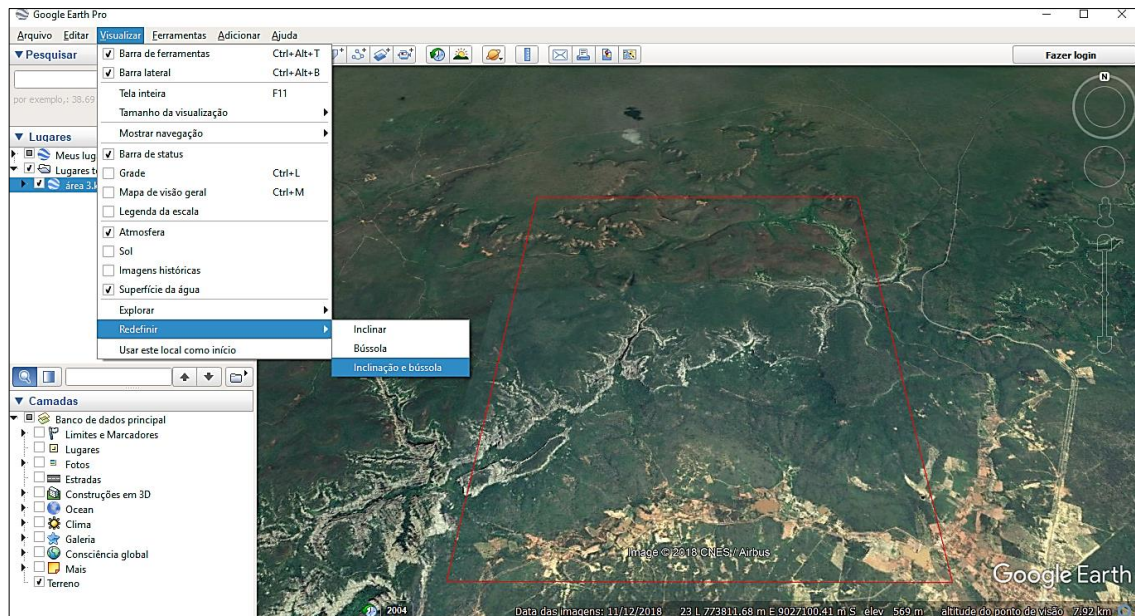 Google Earth Pro
Arquivo Editar Visualizar Ferramentas Adicionar Ajuda
Pesquisar
por exemplo,: 38.69
Fazer login
Barra de ferramentas Ctrl+Alt+T
Barra lateral Ctrl+Alt+B
Tela inteira F11
Tamanho da visualização
Mostrar navegação
Barra de status
Grade Ctrl+L
Mapa de visão geral Ctrl+M
Legenda da escala
Atmosfera
Sol
Imagens históricas
Superfície da água
Explorar
Redefinir
Usar este local como início
Inclinar
Bússola
Inclinação e bússola
Lugares
Meus lug
Lugares t
área 3.k
Camadas
Banco de dados principal
Limites e Marcadores
Lugares
Fotos
Estradas
Construções em 3D
Ocean
Clima
Galeria
Consciência global
Mais
Terreno
N
Image © 2018 CNES / Airbus
Google Earth
2004
Data das imagens: 11/12/2018 23 L 773811.68 m E 9027100.41 m S elev 569 m altitude do ponto de visão 7.92 km